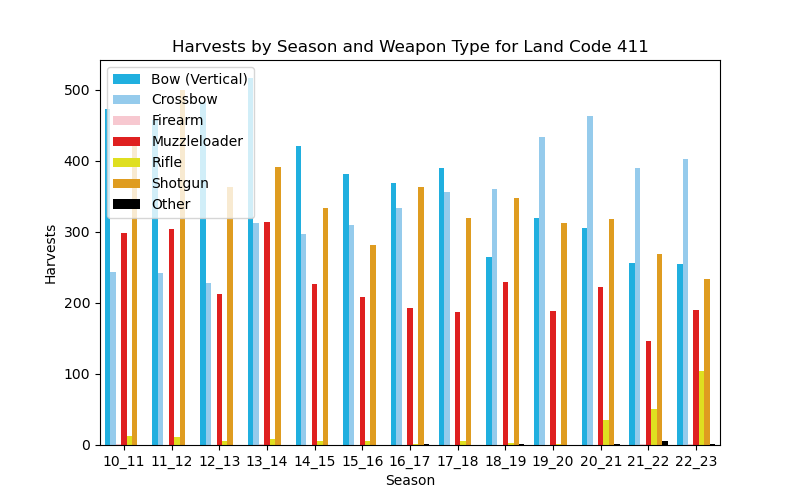 Harvests by Season and Weapon Type for Land Code 411
Bow (Vertical)
Crossbow
Firearm
Muzzleloader
Rifle
Shotgun
Other
500
400
300
200
100
0
Harvests
10_11 11_12 12_13 13_14 14_15 15_16 16_17 17_18 18_19 19_20 20_21 21_22 22_23
Season